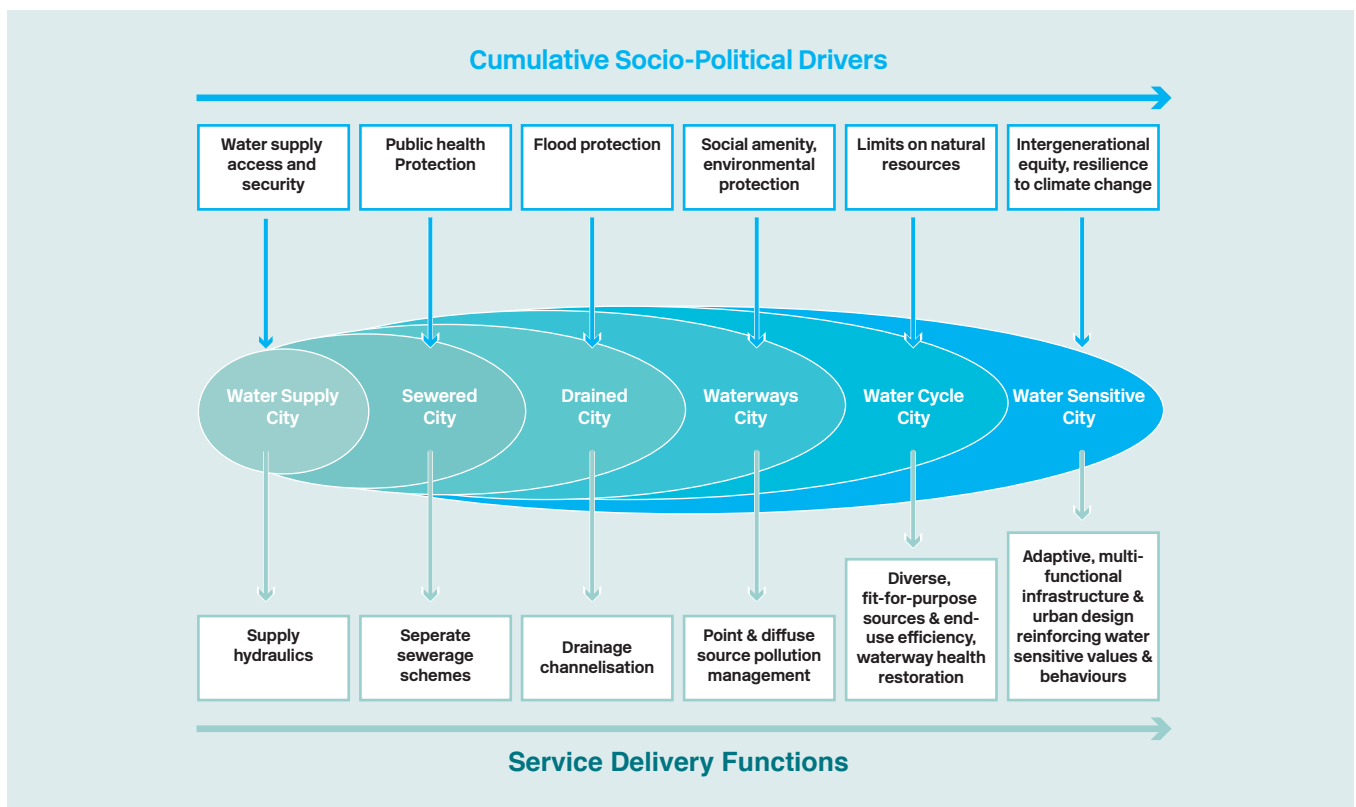 Cumulative Socio-Political Drivers
Water supply
access and
security
Public health
Protection
Flood protection
Social amenity,
environmental
protection
Limits on natural
resources
Intergenerational
equity, resilience
to climate change
Water Supply
City
Sewered
City
Drained
City
Waterways
City
Water Cycle
City
Water Sensitive
City
Supply
hydraulics
Seperate
sewerage
schemes
Drainage
channelisation
Point & diffuse
source pollution
management
Diverse,
fit-for-purpose
sources & end-
use efficiency,
waterway health
restoration
Adaptive, multi-
functional
infrastructure &
urban design
reinforcing water
sensitive values &
behaviours
Service Delivery Functions